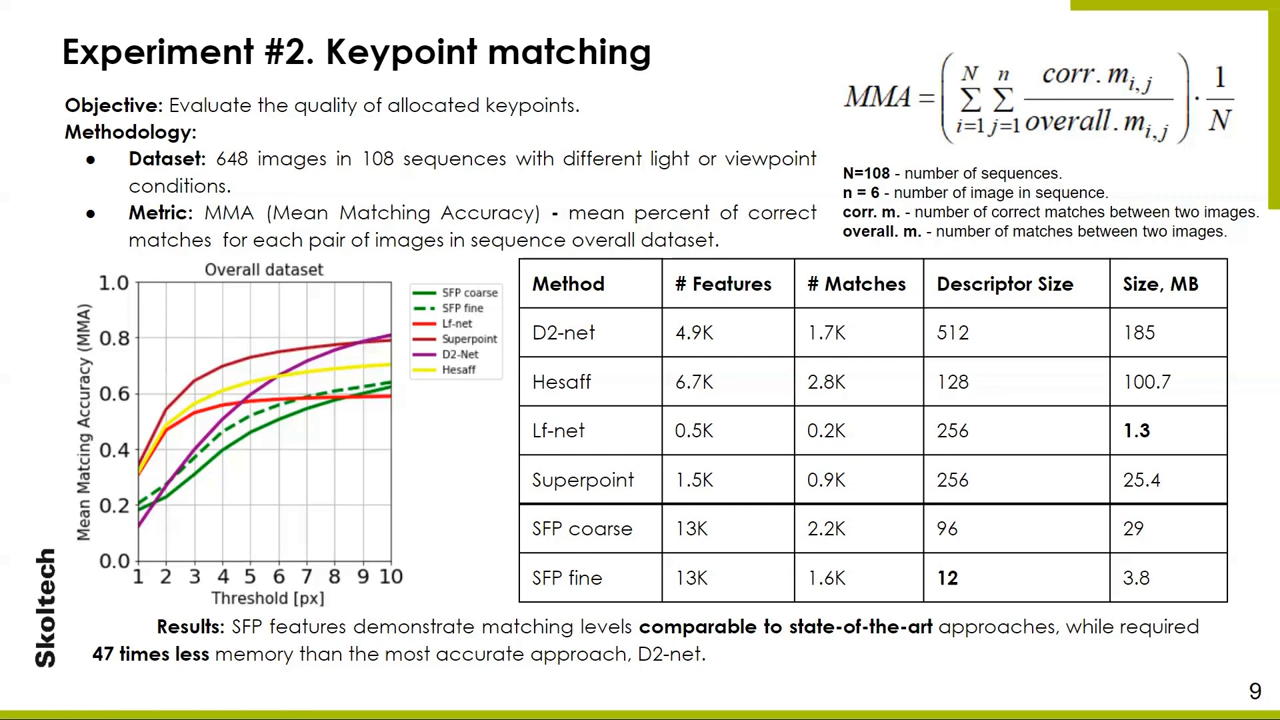 Experiment #2. Keypoint matching
Objective: Evaluate the quality of allocated keypoints.
Methodology:
● Dataset: 648 images in 108 sequences with different light or viewpoint
conditions.
● Metric: MMA (Mean Matching Accuracy) - mean percent of correct
matches for each pair of images in sequence overall dataset.
MMA = ( N∑i=1 n∑j=1 corr. m i,j / overall. m i,j ) · 1/N
N=108 - number of sequences.
n = 6 - number of image in sequence.
corr. m. - number of correct matches between two images.
overall. m. - number of matches between two images.
Overall dataset
Mean Matcing Accuracy (MMA)
1.0
0.8
0.6
0.4
0.2
0.0
1 2 3 4 5 6 7 8 9 10
Threshold [px]
SFP coarse
SFP fine
Lf-net
Superpoint
D2-Net
Hesaff
Method # Features # Matches Descriptor Size Size, MB
D2-net 4.9K 1.7K 512 185
Hesaff 6.7K 2.8K 128 100.7
Lf-net 0.5K 0.2K 256 1.3
Superpoint 1.5K 0.9K 256 25.4
SFP coarse 13K 2.2K 96 29
SFP fine 13K 1.6K 12 3.8
Results: SFP features demonstrate matching levels comparable to state-of-the-art approaches, while required
47 times less memory than the most accurate approach, D2-net.
Skoltech
9